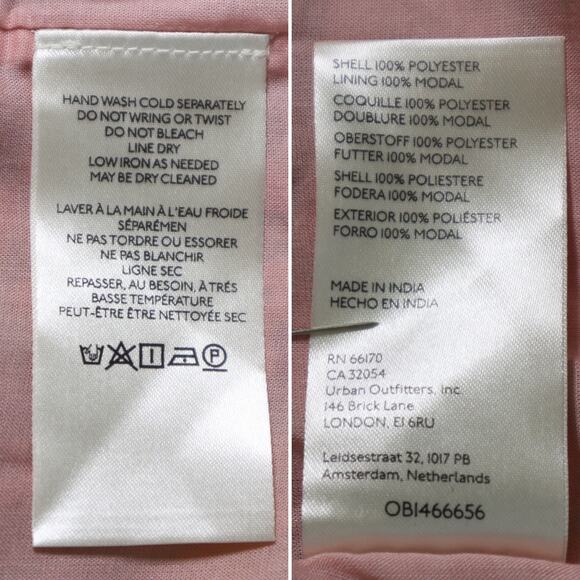 HAND WASH COLD SEPARATELY
DO NOT WRING OR TWIST
DO NOT BLEACH
LINE DRY
LOW IRON AS NEEDED
MAY BE DRY CLEANED
LAVER À LA MAIN À L'EAU FROIDE
SÉPARÉMEN
NE PAS TORDRE OU ESSORER
NE PAS BLANCHIR
LIGNE SEC
REPASSER, AU BESOIN, À TRÉS
BASSE TEMPÉRATURE
PEUT-ÊTRE ÊTRE NETTOYÉE SEC
P
SHELL 100% POLYESTER
LINING 100% MODAL
COQUILLE 100% POLYESTER
DOUBLURE 100% MODAL
OBERSTOFF 100% POLYESTER
FUTTER 100% MODAL
SHELL 100% POLIESTERE
FODERA 100% MODAL
EXTERIOR 100% POLIÉSTER
FORRO 100% MODAL
MADE IN INDIA
HECHO EN INDIA
RN 66170
CA 32054
Urban Outfitters, Inc.
146 Brick Lane
LONDON, E1 6RU
Leidsestraat 32, 1017 PB
Amsterdam, Netherlands
OB1466656